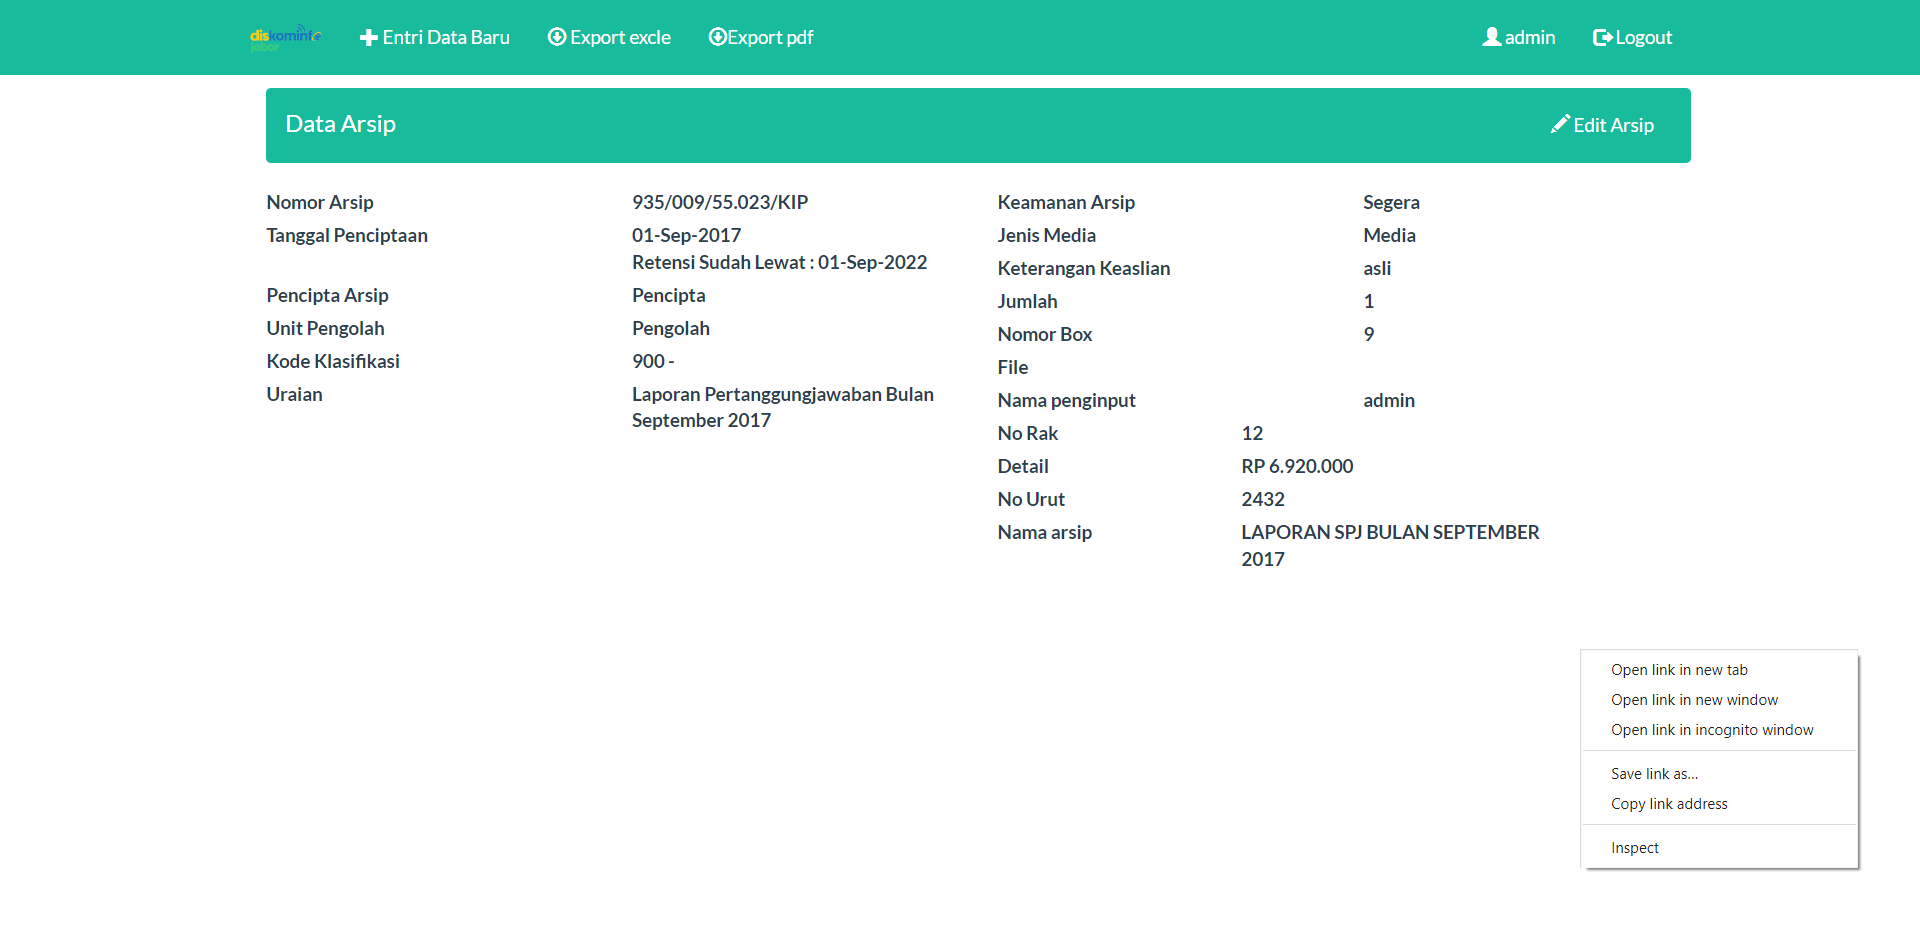 diskominfo
jabar
Entri Data Baru
Export excle
Export pdf
admin
Logout
Data Arsip
Edit Arsip
Nomor Arsip
935/009/55.023/KIP
Tanggal Penciptaan
01-Sep-2017
Retensi Sudah Lewat : 01-Sep-2022
Pencipta Arsip
Pencipta
Unit Pengolah
Pengolah
Kode Klasifikasi
900 -
Uraian
Laporan Pertanggungjawaban Bulan
September 2017
Keamanan Arsip
Segera
Jenis Media
Media
Keterangan Keaslian
asli
Jumlah
1
Nomor Box
9
File
Nama penginput
admin
No Rak
12
Detail
RP 6.920.000
No Urut
2432
Nama arsip
LAPORAN SPJ BULAN SEPTEMBER
2017
Open link in new tab
Open link in new window
Open link in incognito window
Save link as...
Copy link address
Inspect